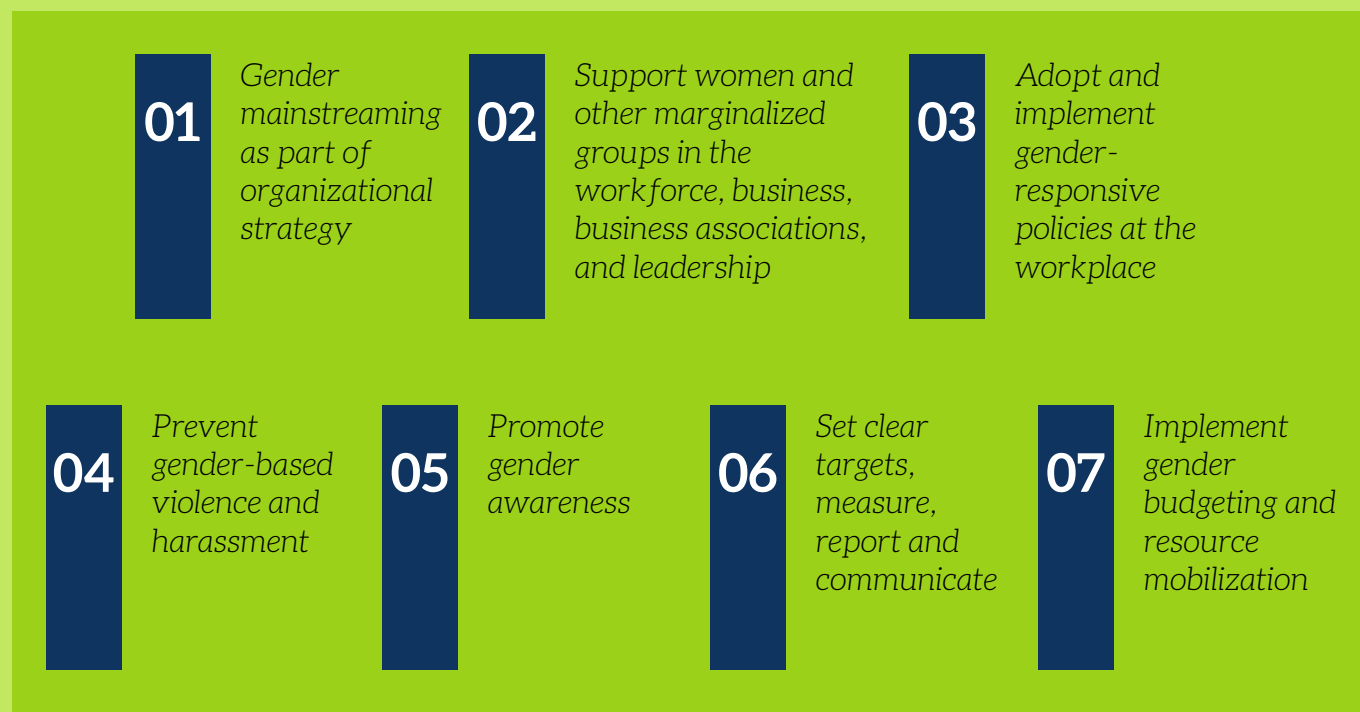 01
Gender
mainstreaming
as part of
organizational
strategy
02
Support women and
other marginalized
groups in the
workforce, business,
business associations,
and leadership
03
Adopt and
implement
gender-
responsive
policies at the
workplace
04
Prevent
gender-based
violence and
harassment
05
Promote
gender
awareness
06
Set clear
targets,
measure,
report and
communicate
07
Implement
gender
budgeting and
resource
mobilization